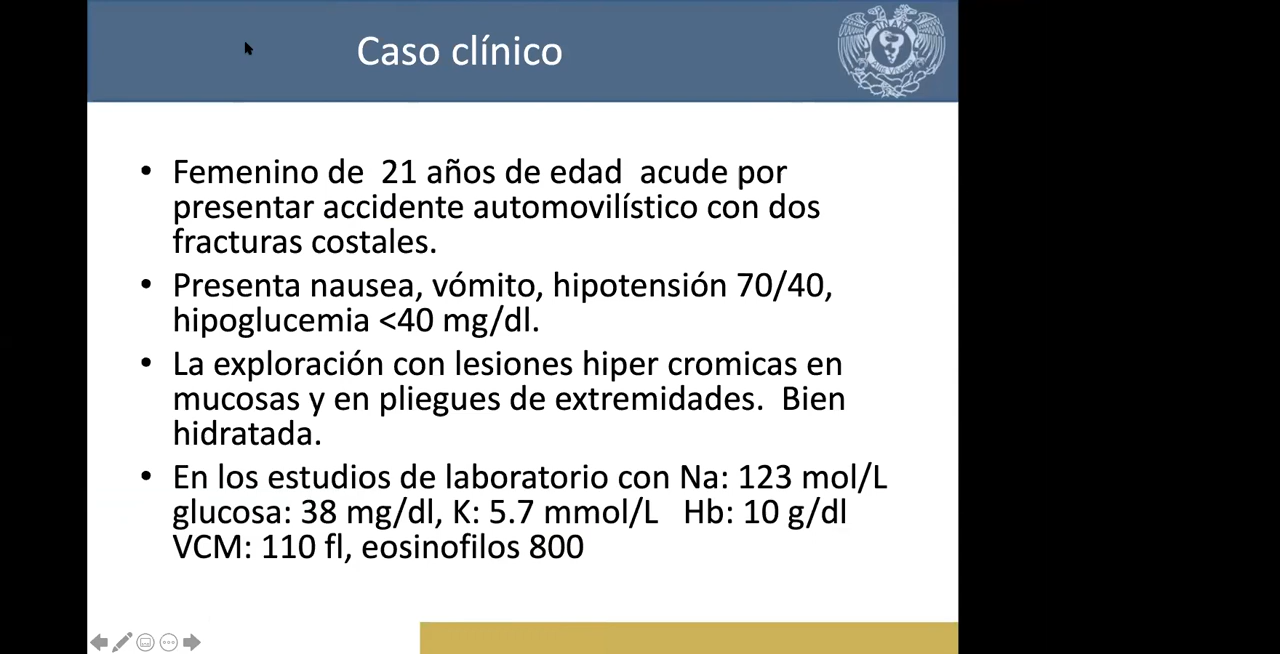 Caso clínico
• Femenino de 21 años de edad acude por
presentar accidente automovilístico con dos
fracturas costales.
• Presenta nausea, vómito, hipotensión 70/40,
hipoglucemia <40 mg/dl.
• La exploración con lesiones hiper cromicas en
mucosas y en pliegues de extremidades. Bien
hidratada.
• En los estudios de laboratorio con Na: 123 mol/L
glucosa: 38 mg/dl, K: 5.7 mmol/L Hb: 10 g/dl
VCM: 110 fl, eosinofilos 800